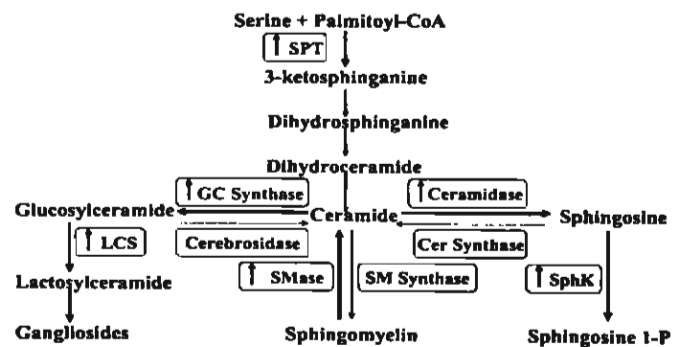 Serine + Palmitoyl-CoA
↑ SPT
3-ketosphinganine
Dihydrosphinganine
Dihydroceramide
↑ GC Synthase
↑ Ceramidase
Glucosylceramide
Ceramide
Sphingosine
↑ LCS
Cerebrosidase
Cer Synthase
Lactosylceramide
↑ SMase
SM Synthase
↑ SphK
Gangliosides
Sphingomyelin
Sphingosine 1-P